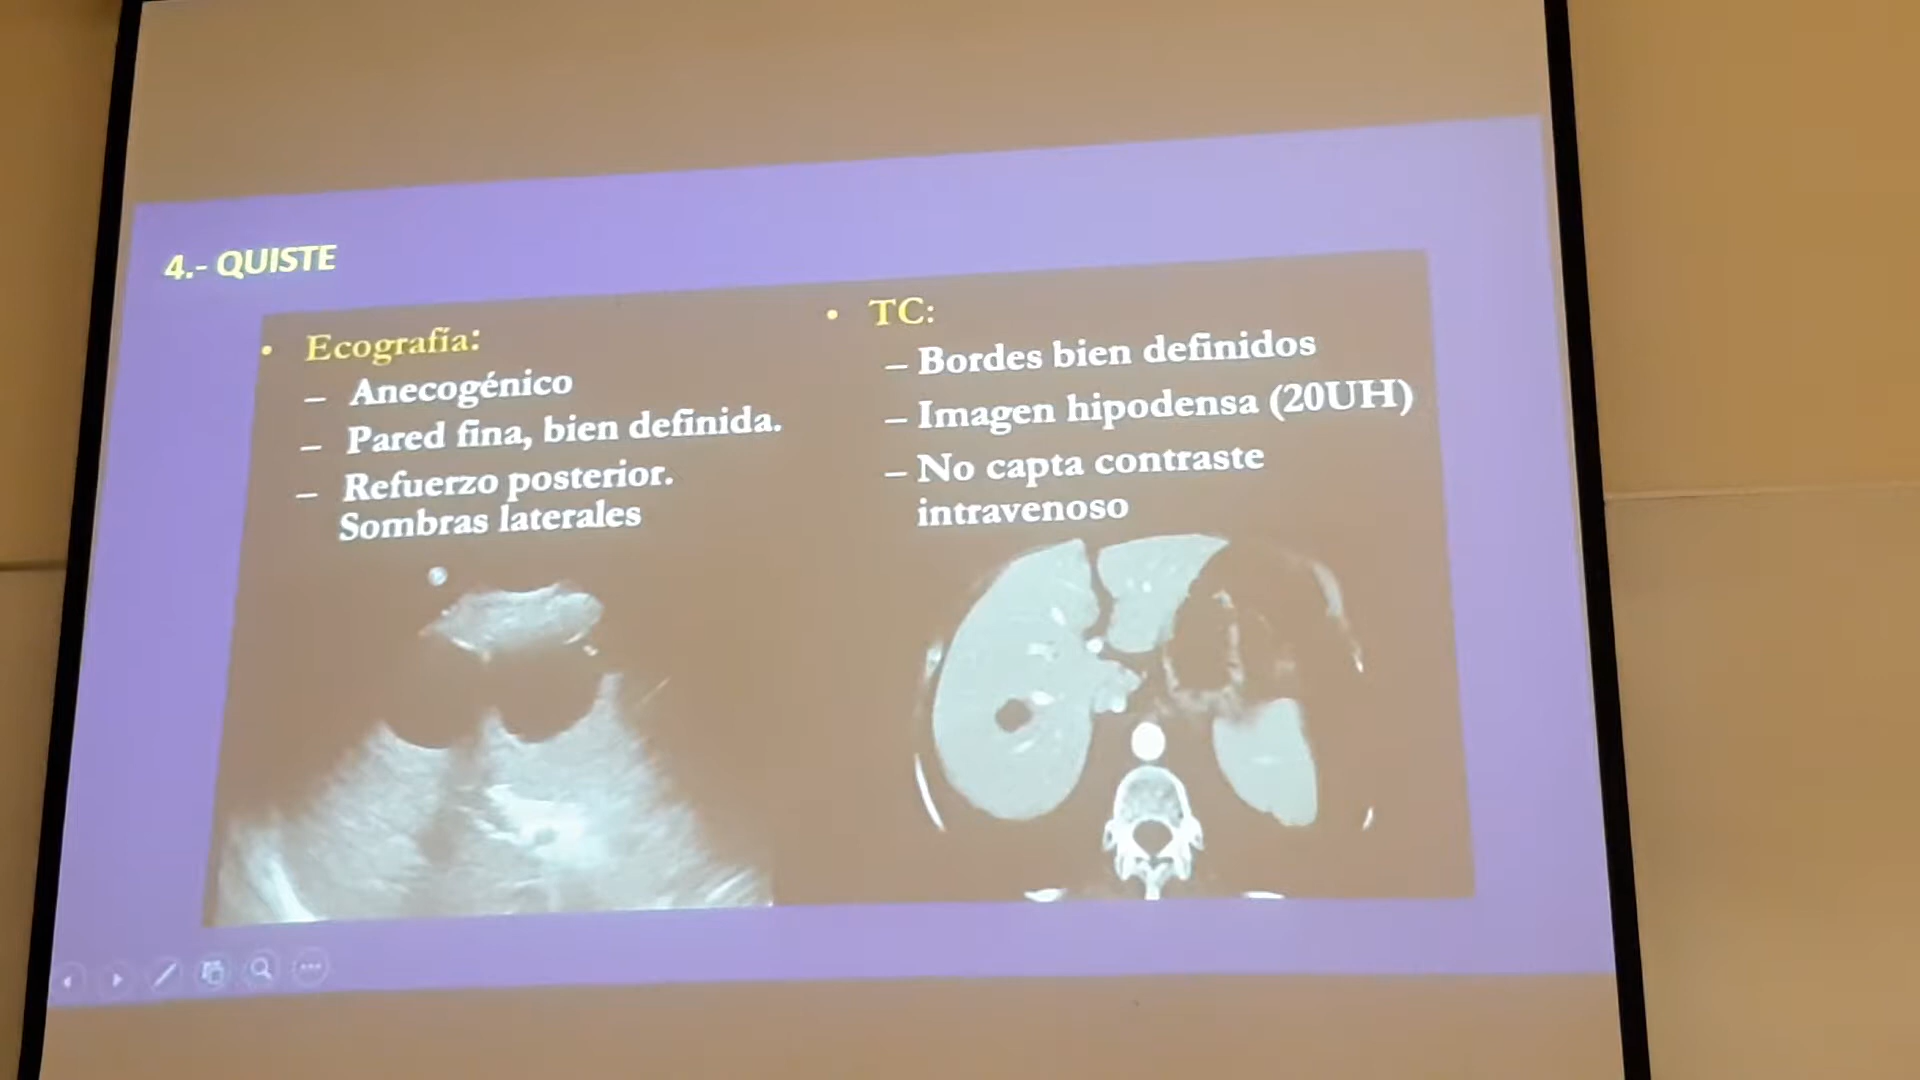 4.- QUISTE
• Ecografía:
– Anecogénico
– Pared fina, bien definida.
– Refuerzo posterior.
Sombras laterales
• TC:
– Bordes bien definidos
– Imagen hipodensa (20UH)
– No capta contraste
intravenoso